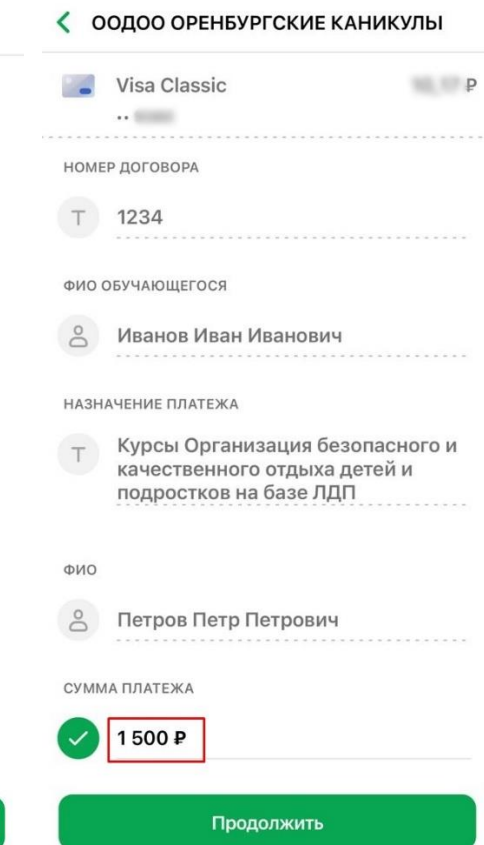 ООДОО ОРЕНБУРГСКИЕ КАНИКУЛЫ
Visa Classic ₽
··
НОМЕР ДОГОВОРА
T 1234
ФИО ОБУЧАЮЩЕГОСЯ
Иванов Иван Иванович
НАЗНАЧЕНИЕ ПЛАТЕЖА
T Курсы Организация безопасного и
качественного отдыха детей и
подростков на базе ЛДП
ФИО
Петров Петр Петрович
СУММА ПЛАТЕЖА
1 500 ₽
Продолжить